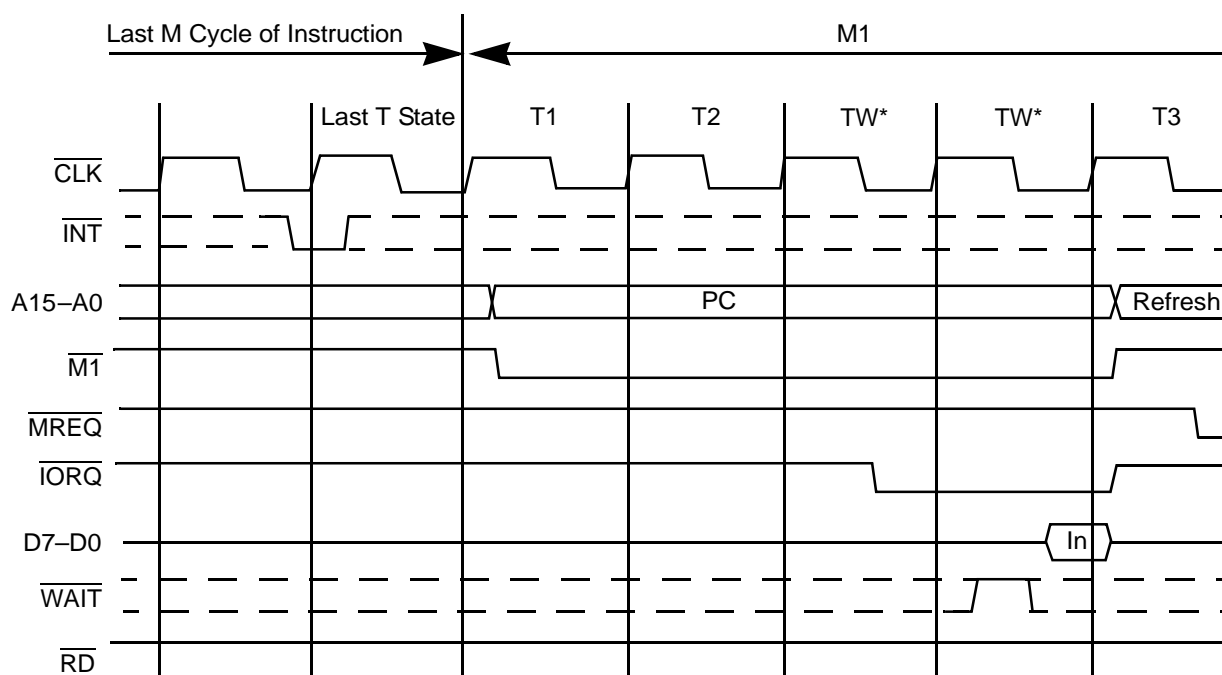 Last M Cycle of Instruction M1
Last T State T1 T2 TW* TW* T3
CLK
INT
A15–A0 PC Refresh
M1
MREQ
IORQ
D7–D0 In
WAIT
RD